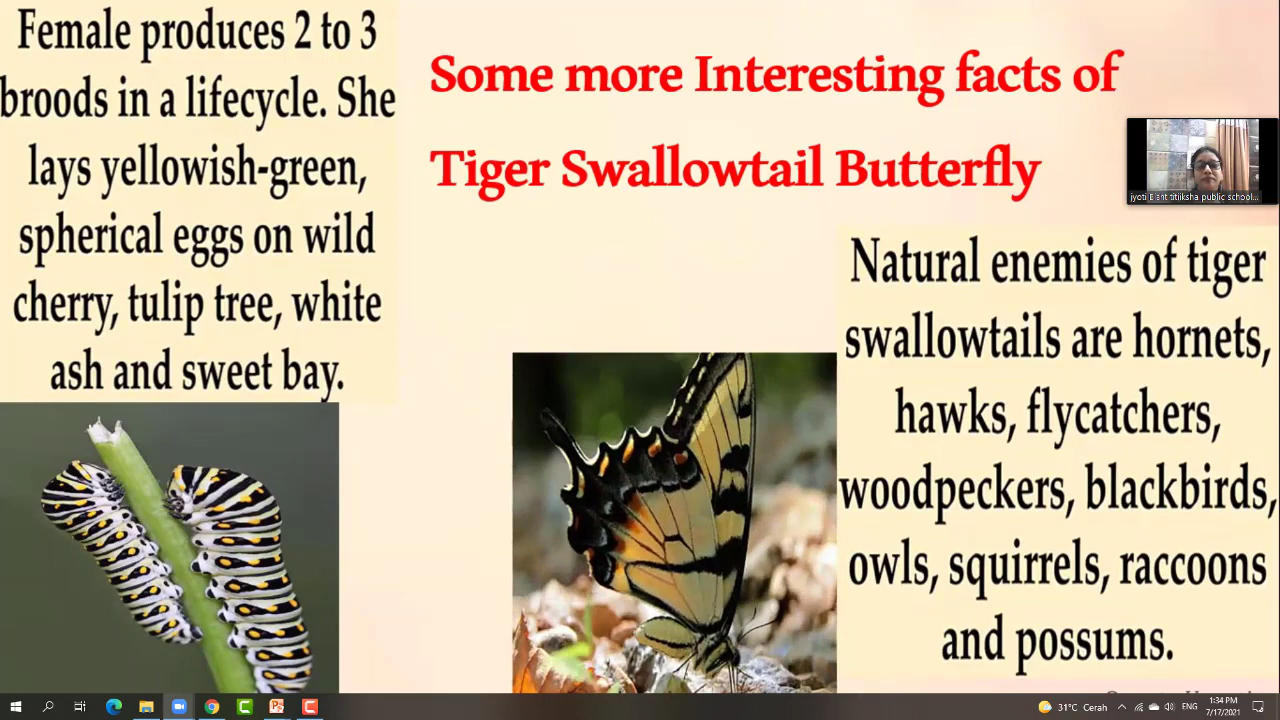 Female produces 2 to 3
broods in a lifecycle. She
lays yellowish-green,
spherical eggs on wild
cherry, tulip tree, white
ash and sweet bay.
Some more Interesting facts of
Tiger Swallowtail Butterfly
Natural enemies of tiger
swallowtails are hornets,
hawks, flycatchers,
woodpeckers, blackbirds,
owls, squirrels, raccoons
and possums.
public school...
31°C Cerah
ENG
1:34 PM
7/17/2021